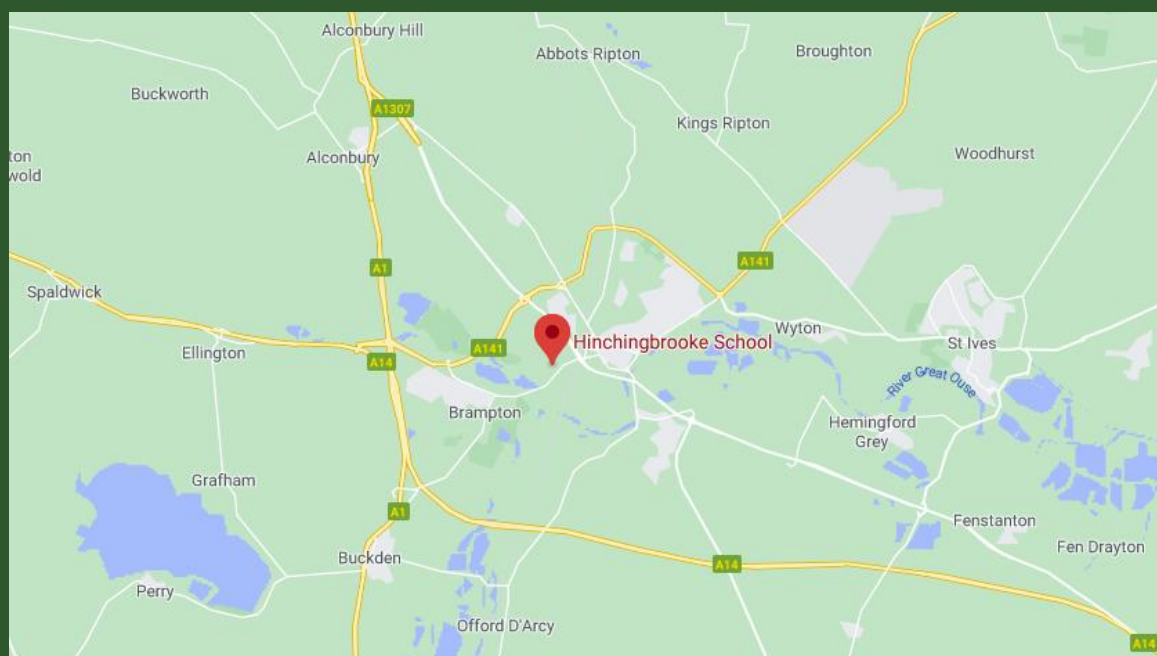 Alconbury Hill
Abbots Ripton
Broughton
Buckworth
A1307
Kings Ripton
Alconbury
Woodhurst
ton
wold
A1
A141
Spaldwick
Wyton
Hinchingbrooke School
St Ives
Ellington
A14
A141
River Great Ouse
Brampton
Hemingford
Grey
Grafham
A1
Fenstanton
Fen Drayton
Buckden
A14
Perry
Offord D'Arcy
A14